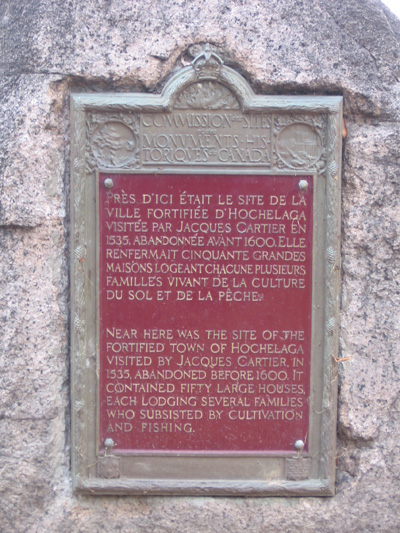 COMMISSION DES SITES
ET
MONUMENTS HIS
TORIQUES DU CANADA
PRÈS D'ICI ÉTAIT LE SITE DE LA
VILLE FORTIFIÉE D'HOCHELAGA
VISITÉE PAR JACQUES CARTIER EN
1535, ABANDONNÉE AVANT 1600. ELLE
RENFERMAIT CINQUANTE GRANDES
MAISONS LOGEANT CHACUNE PLUSIEURS
FAMILLES VIVANT DE LA CULTURE
DU SOL ET DE LA PÊCHE.
NEAR HERE WAS THE SITE OF THE
FORTIFIED TOWN OF HOCHELAGA
VISITED BY JACQUES CARTIER, IN
1535, ABANDONED BEFORE 1600. IT
CONTAINED FIFTY LARGE HOUSES,
EACH LODGING SEVERAL FAMILIES
WHO SUBSISTED BY CULTIVATION
AND FISHING.